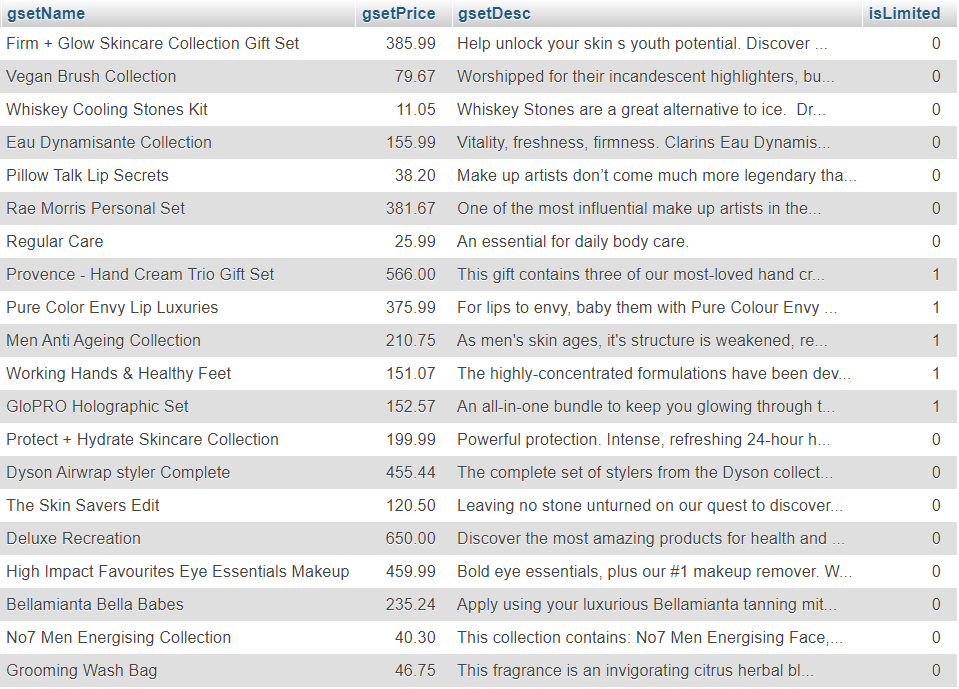 gsetName gsetPrice gsetDesc isLimited
Firm + Glow Skincare Collection Gift Set 385.99 Help unlock your skin s youth potential. Discover ... 0
Vegan Brush Collection 79.67 Worshipped for their incandescent highlighters, bu... 0
Whiskey Cooling Stones Kit 11.05 Whiskey Stones are a great alternative to ice.  Dr... 0
Eau Dynamisante Collection 155.99 Vitality, freshness, firmness. Clarins Eau Dynamis... 0
Pillow Talk Lip Secrets 38.20 Make up artists don’t come much more legendary tha... 0
Rae Morris Personal Set 381.67 One of the most influential make up artists in the... 0
Regular Care 25.99 An essential for daily body care. 0
Provence - Hand Cream Trio Gift Set 566.00 This gift contains three of our most-loved hand cr... 1
Pure Color Envy Lip Luxuries 375.99 For lips to envy, baby them with Pure Colour Envy ... 1
Men Anti Ageing Collection 210.75 As men's skin ages, it's structure is weakened, re... 1
Working Hands & Healthy Feet 151.07 The highly-concentrated formulations have been dev... 1
GloPRO Holographic Set 152.57 An all-in-one bundle to keep you glowing through t... 1
Protect + Hydrate Skincare Collection 199.99 Powerful protection. Intense, refreshing 24-hour h... 0
Dyson Airwrap styler Complete 455.44 The complete set of stylers from the Dyson collect... 0
The Skin Savers Edit 120.50 Leaving no stone unturned on our quest to discover... 0
Deluxe Recreation 650.00 Discover the most amazing products for health and ... 0
High Impact Favourites Eye Essentials Makeup 459.99 Bold eye essentials, plus our #1 makeup remover. W... 0
Bellamianta Bella Babes 235.24 Apply using your luxurious Bellamianta tanning mit... 0
No7 Men Energising Collection 40.30 This collection contains: No7 Men Energising Face,... 0
Grooming Wash Bag 46.75 This fragrance is an invigorating citrus herbal bl... 0